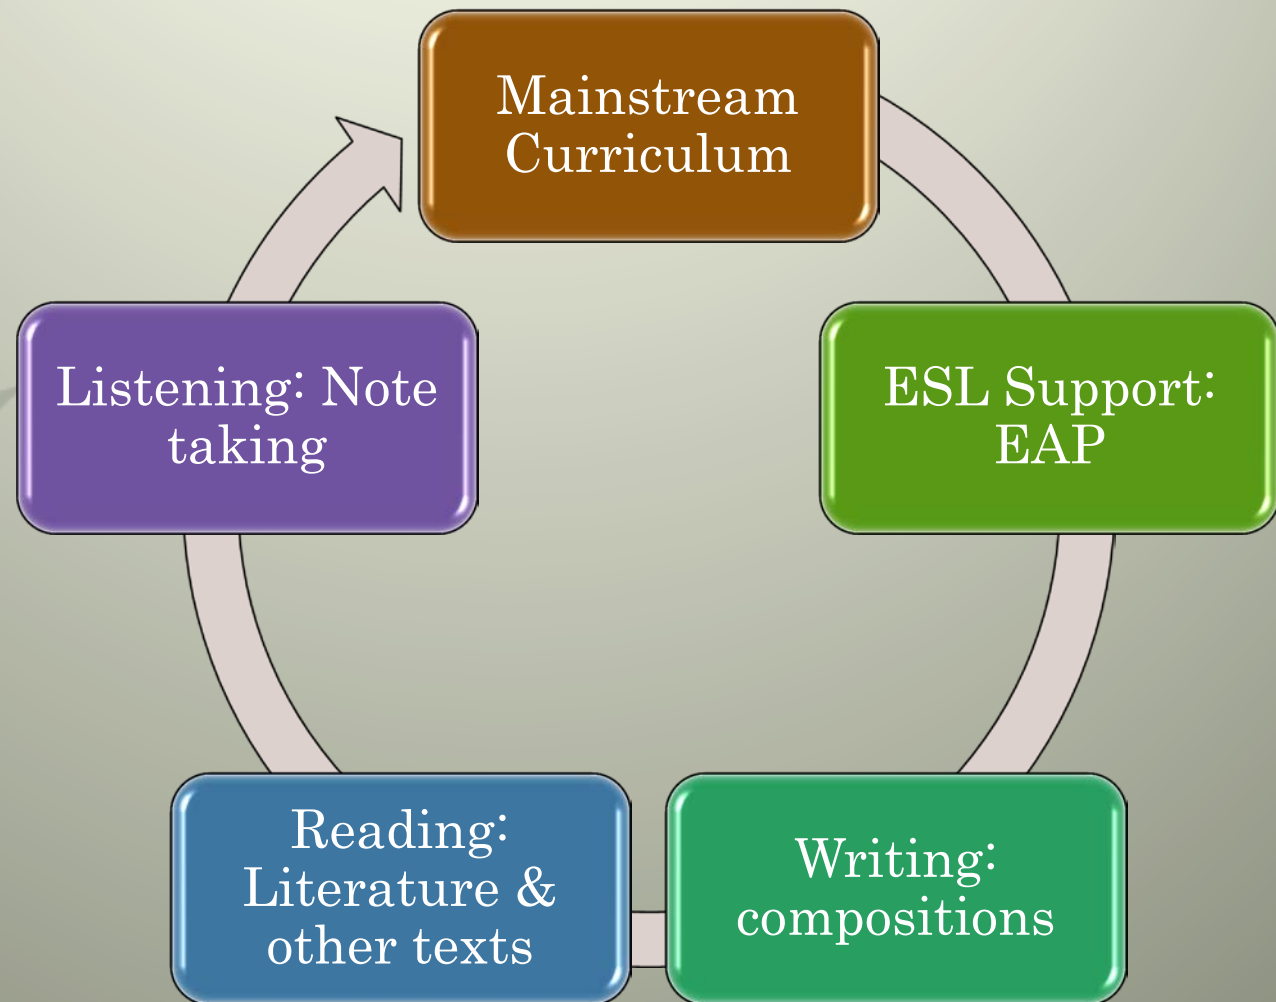 Mainstream
Curriculum
ESL Support:
EAP
Writing:
compositions
Reading:
Literature &
other texts
Listening: Note
taking